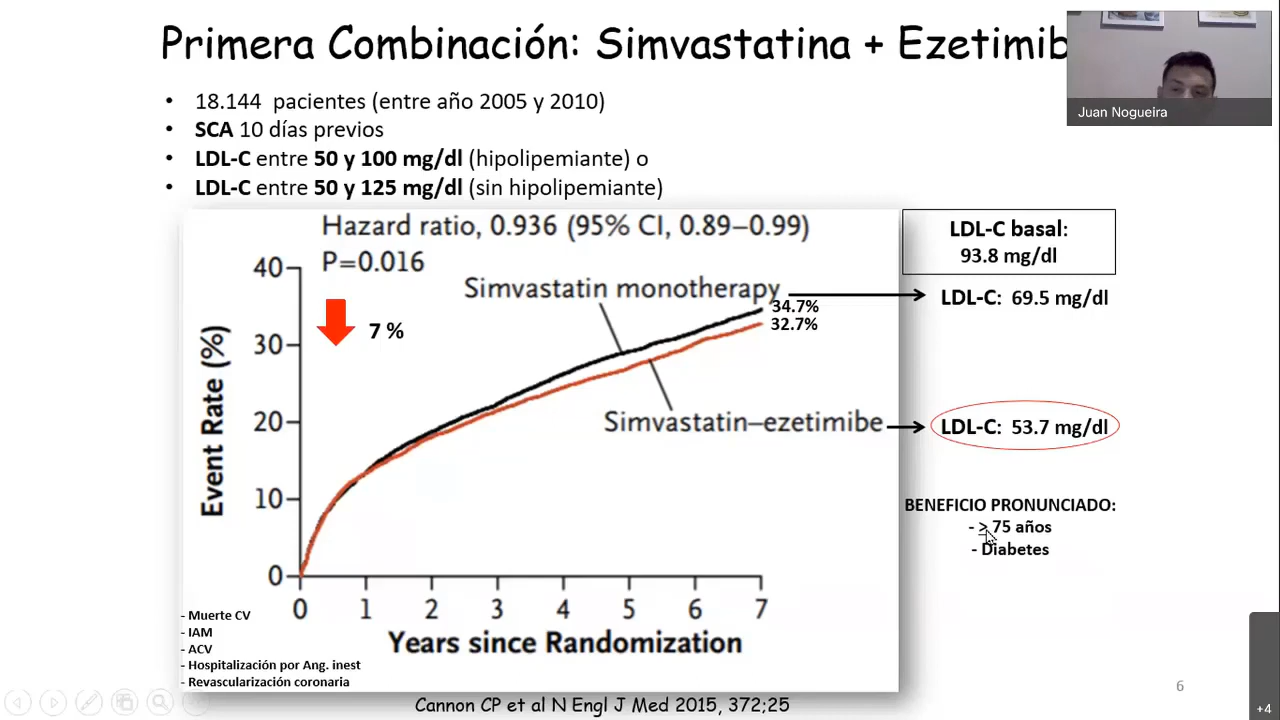 Primera Combinación: Simvastatina + Ezetimib
Juan Nogueira
• 18.144 pacientes (entre año 2005 y 2010)
• SCA 10 días previos
• LDL-C entre 50 y 100 mg/dl (hipolipemiante) o
• LDL-C entre 50 y 125 mg/dl (sin hipolipemiante)
Hazard ratio, 0.936 (95% CI, 0.89–0.99)
P=0.016
7 %
Simvastatin monotherapy
34.7%
32.7%
Simvastatin–ezetimibe
Event Rate (%)
40
30
20
10
0
0 1 2 3 4 5 6 7
Years since Randomization
LDL-C basal:
93.8 mg/dl
LDL-C: 69.5 mg/dl
LDL-C: 53.7 mg/dl
BENEFICIO PRONUNCIADO:
- > 75 años
- Diabetes
- Muerte CV
- IAM
- ACV
- Hospitalización por Ang. inest
- Revascularización coronaria
Cannon CP et al N Engl J Med 2015, 372;25
6
+4